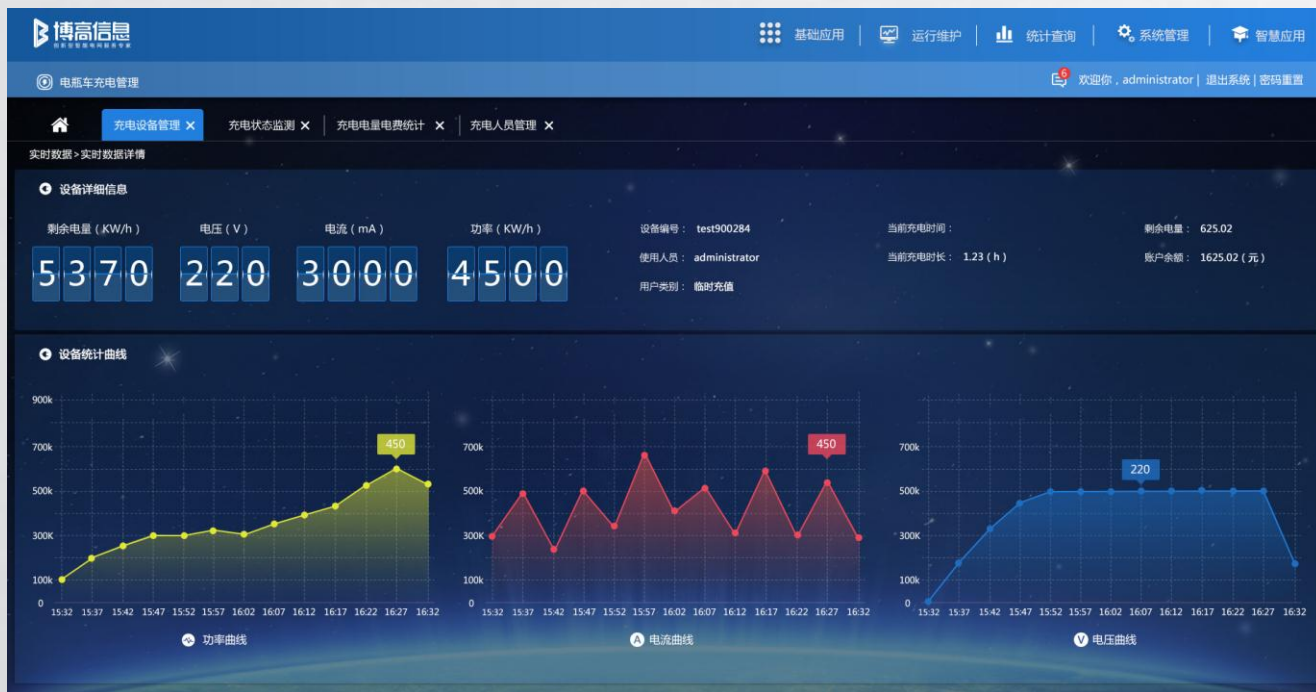 博高信息
创新型智慧电网服务专家
基础应用 | 运行维护 | 统计查询 | 系统管理 | 智慧应用
电瓶车充电管理
6 欢迎你，administrator | 退出系统 | 密码重置
充电设备管理 × 充电状态监测 × | 充电电量电费统计 × | 充电人员管理 ×
实时数据>实时数据详情
设备详细信息
剩余电量（KW/h） 电压（V） 电流（mA） 功率（KW/h）
5370 220 3000 4500
设备编号： test900284 当前充电时间： 剩余电量： 625.02
使用人员： administrator 当前充电时长： 1.23（h） 账户余额： 1625.02（元）
用户类别： 临时充值
设备统计曲线
900k
700k
500k
300K
100k
0
450
15:32 15:37 15:42 15:47 15:52 15:57 16:02 16:07 16:12 16:17 16:22 16:27 16:32
功率曲线
700k
500k
300K
100k
0
450
15:32 15:37 15:42 15:47 15:52 15:57 16:02 16:07 16:12 16:17 16:22 16:27 16:32
A 电流曲线
700k
500k
300K
100k
0
220
15:32 15:37 15:42 15:47 15:52 15:57 16:02 16:07 16:12 16:17 16:22 16:27 16:32
V 电压曲线